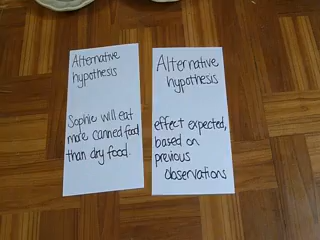 Alternative
hypothesis
Sophie will eat
more canned food
than dry food.
Alternative
hypothesis
effect expected,
based on
previous
observations